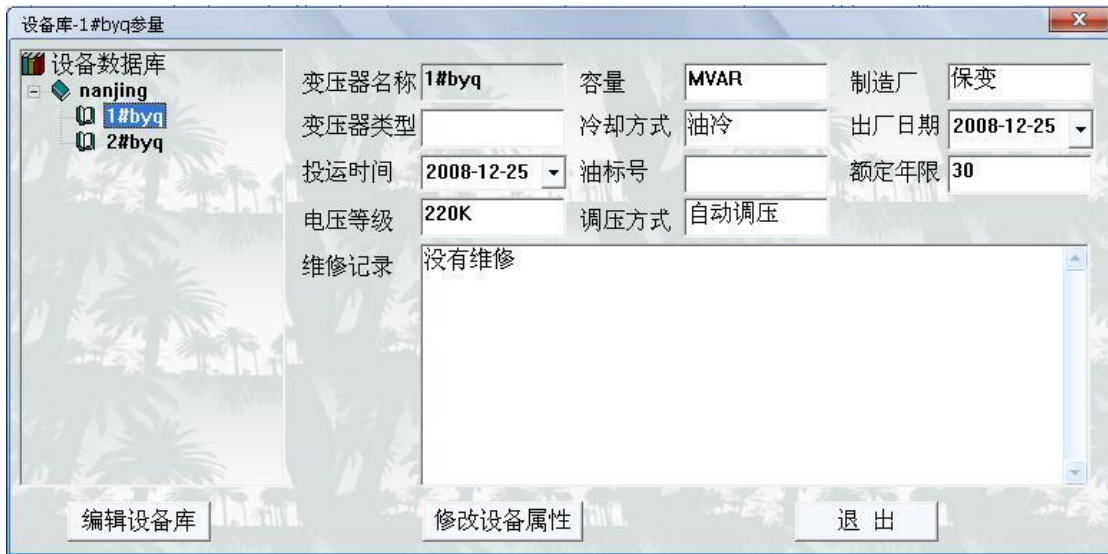 设备库-1#byq参量
设备数据库
nanjing
1#byq
2#byq
变压器名称 1#byq 容量 MVAR 制造厂 保变
变压器类型 冷却方式 油冷 出厂日期 2008-12-25
投运时间 2008-12-25 油标号 额定年限 30
电压等级 220K 调压方式 自动调压
维修记录 没有维修
编辑设备库 修改设备属性 退 出